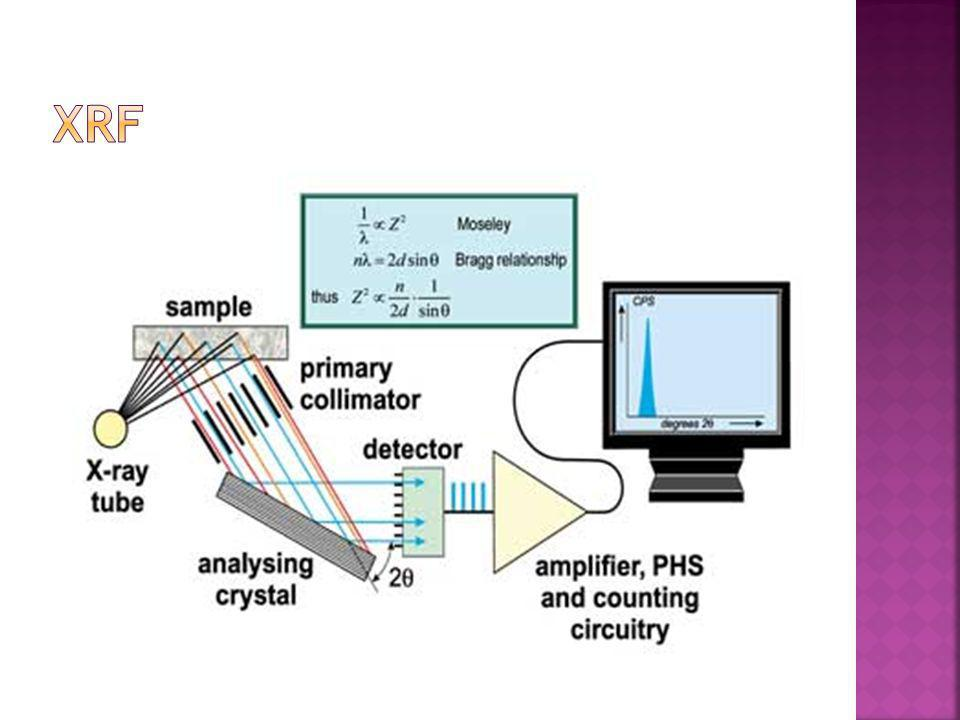 XRF
1/λ ∝ Z² Moseley
nλ = 2d sinθ Bragg relationship
thus Z² ∝ n/2d · 1/sinθ
sample
primary
collimator
X-ray
tube
detector
analysing
crystal
2θ
amplifier, PHS
and counting
circuitry
CPS
degrees 2θ